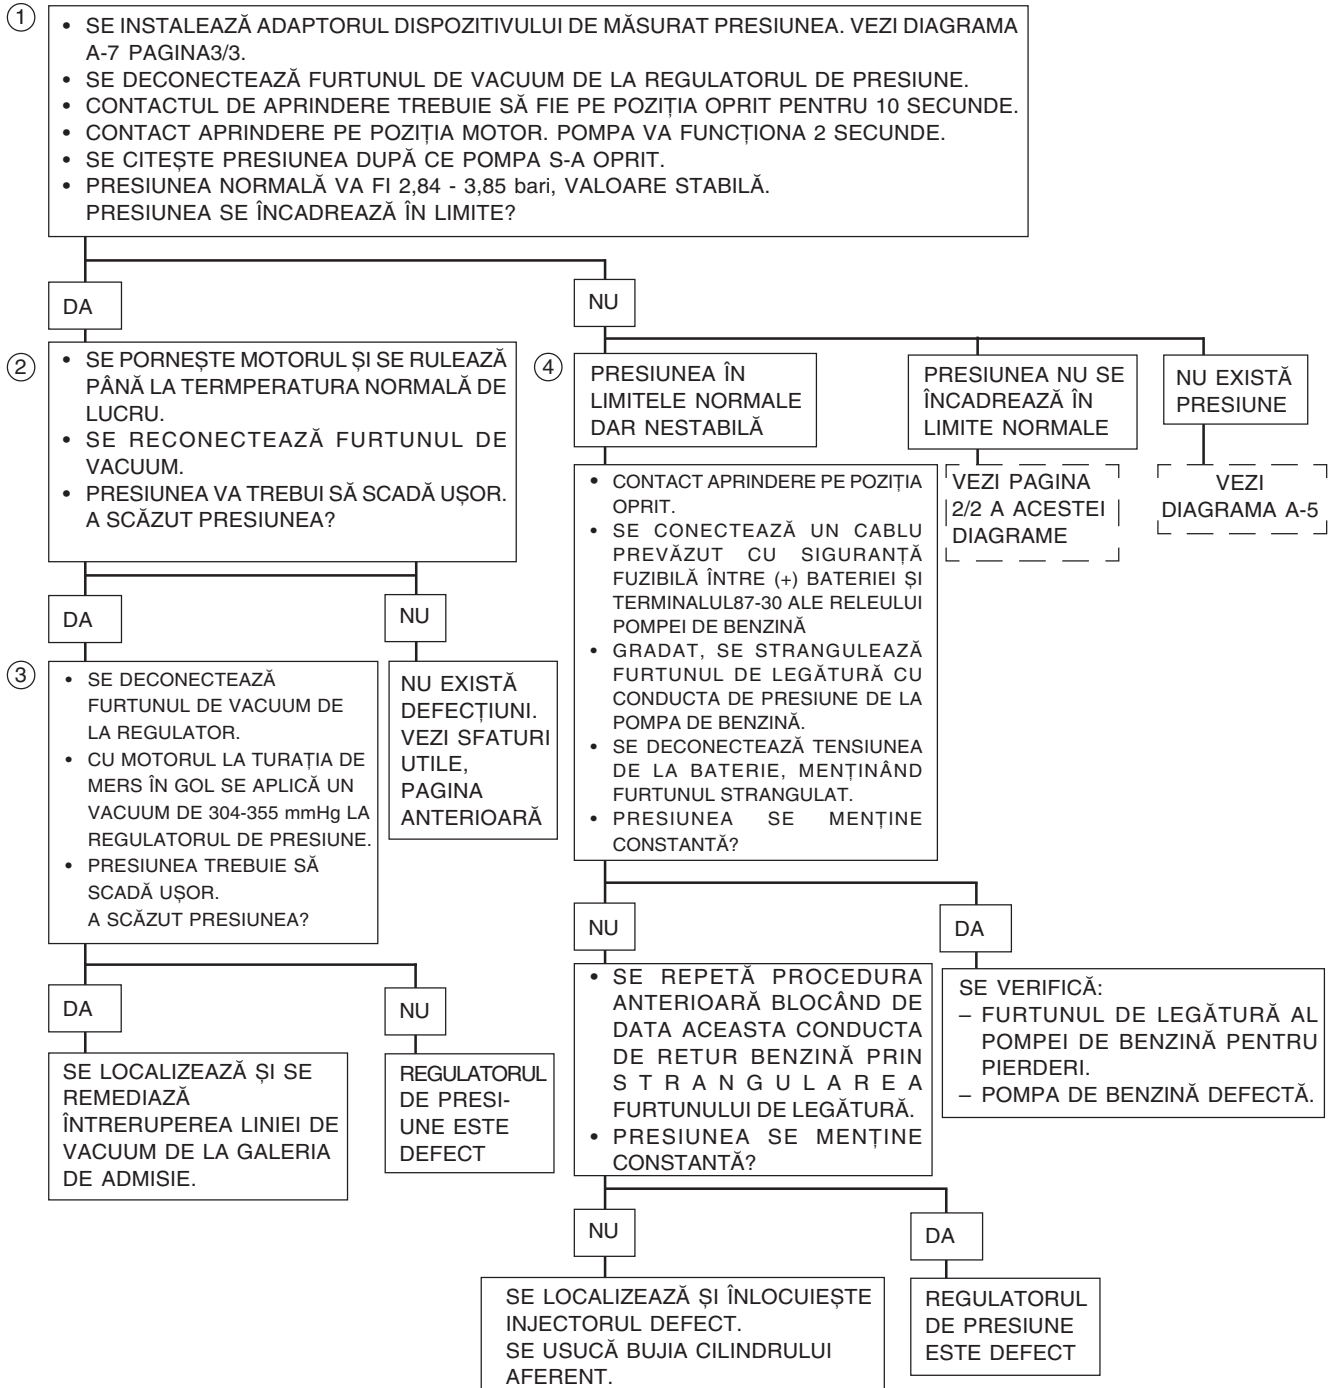 1
• SE INSTALEAZĂ ADAPTORUL DISPOZITIVULUI DE MĂSURAT PRESIUNEA. VEZI DIAGRAMA
A-7 PAGINA3/3.
• SE DECONECTEAZĂ FURTUNUL DE VACUUM DE LA REGULATORUL DE PRESIUNE.
• CONTACTUL DE APRINDERE TREBUIE SĂ FIE PE POZIȚIA OPRIT PENTRU 10 SECUNDE.
• CONTACT APRINDERE PE POZIȚIA MOTOR. POMPA VA FUNCȚIONA 2 SECUNDE.
• SE CITEȘTE PRESIUNEA DUPĂ CE POMPA S-A OPRIT.
• PRESIUNEA NORMALĂ VA FI 2,84 - 3,85 bari, VALOARE STABILĂ.
PRESIUNEA SE ÎNCADREAZĂ ÎN LIMITE?
DA
NU
2
• SE PORNEȘTE MOTORUL ȘI SE RULEAZĂ
PÂNĂ LA TERMPERATURA NORMALĂ DE
LUCRU.
• SE RECONECTEAZĂ FURTUNUL DE
VACUUM.
• PRESIUNEA VA TREBUI SĂ SCADĂ UȘOR.
A SCĂZUT PRESIUNEA?
4
PRESIUNEA ÎN
LIMITELE NORMALE
DAR NESTABILĂ
PRESIUNEA NU SE
ÎNCADREAZĂ ÎN
LIMITE NORMALE
NU EXISTĂ
PRESIUNE
• CONTACT APRINDERE PE POZIȚIA
OPRIT.
• SE CONECTEAZĂ UN CABLU
PREVĂZUT CU SIGURANȚĂ
FUZIBILĂ ÎNTRE (+) BATERIEI ȘI
TERMINALUL87-30 ALE RELEULUI
POMPEI DE BENZINĂ
• GRADAT, SE STRANGULEAZĂ
FURTUNUL DE LEGĂTURĂ CU
CONDUCTA DE PRESIUNE DE LA
POMPA DE BENZINĂ.
• SE DECONECTEAZĂ TENSIUNEA
DE LA BATERIE, MENȚINÂND
FURTUNUL STRANGULAT.
• PRESIUNEA SE MENȚINE
CONSTANTĂ?
VEZI PAGINA
2/2 A ACESTEI
DIAGRAME
VEZI
DIAGRAMA A-5
DA
NU
3
• SE DECONECTEAZĂ
FURTUNUL DE VACUUM DE
LA REGULATOR.
• CU MOTORUL LA TURAȚIA DE
MERS ÎN GOL SE APLICĂ UN
VACUUM DE 304-355 mmHg LA
REGULATORUL DE PRESIUNE.
• PRESIUNEA TREBUIE SĂ
SCADĂ UȘOR.
A SCĂZUT PRESIUNEA?
NU EXISTĂ
DEFECȚIUNI.
VEZI SFATURI
UTILE,
PAGINA
ANTERIOARĂ
NU
DA
DA
NU
• SE REPETĂ PROCEDURA
ANTERIOARĂ BLOCÂND DE
DATA ACEASTA CONDUCTA
DE RETUR BENZINĂ PRIN
STRANGULAREA
FURTUNULUI DE LEGĂTURĂ.
• PRESIUNEA SE MENȚINE
CONSTANTĂ?
SE VERIFICĂ:
– FURTUNUL DE LEGĂTURĂ AL
POMPEI DE BENZINĂ PENTRU
PIERDERI.
– POMPA DE BENZINĂ DEFECTĂ.
SE LOCALIZEAZĂ ȘI SE
REMEDIAZĂ
ÎNTRERUPEREA LINIEI DE
VACUUM DE LA GALERIA
DE ADMISIE.
REGULATORUL
DE PRESI-
UNE ESTE
DEFECT
NU
DA
SE LOCALIZEAZĂ ȘI ÎNLOCUIEȘTE
INJECTORUL DEFECT.
SE USUCĂ BUJIA CILINDRULUI
AFERENT.
REGULATORUL
DE PRESIUNE
ESTE DEFECT